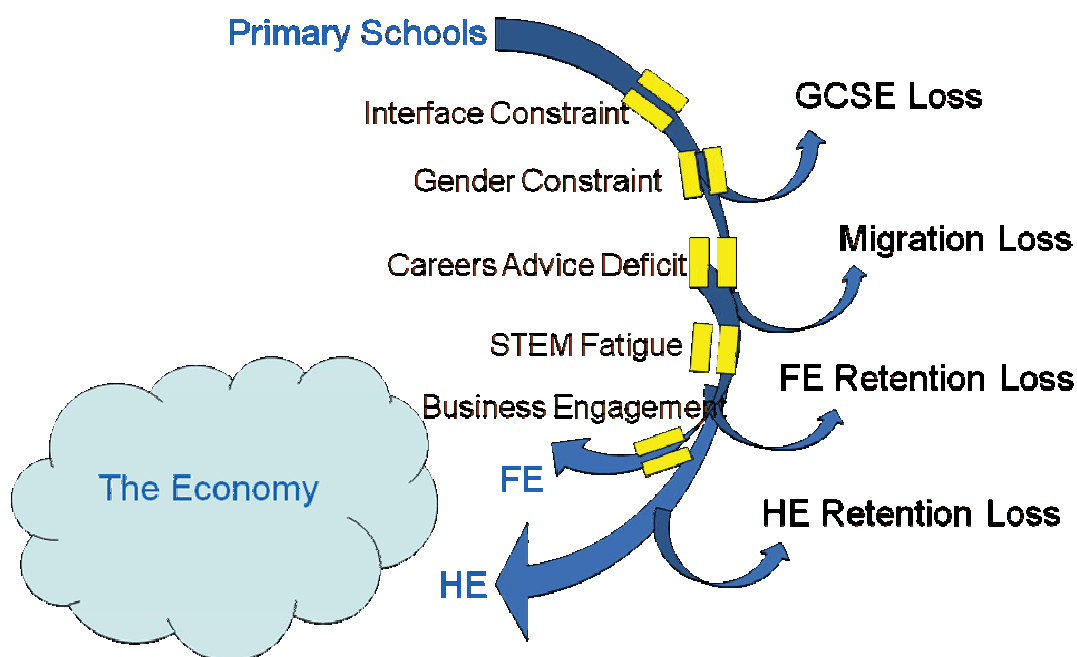 Primary Schools
GCSE Loss
Interface Constraint
Gender Constraint
Migration Loss
Careers Advice Deficit
STEM Fatigue
FE Retention Loss
Business Engagement
The Economy
FE
HE Retention Loss
HE